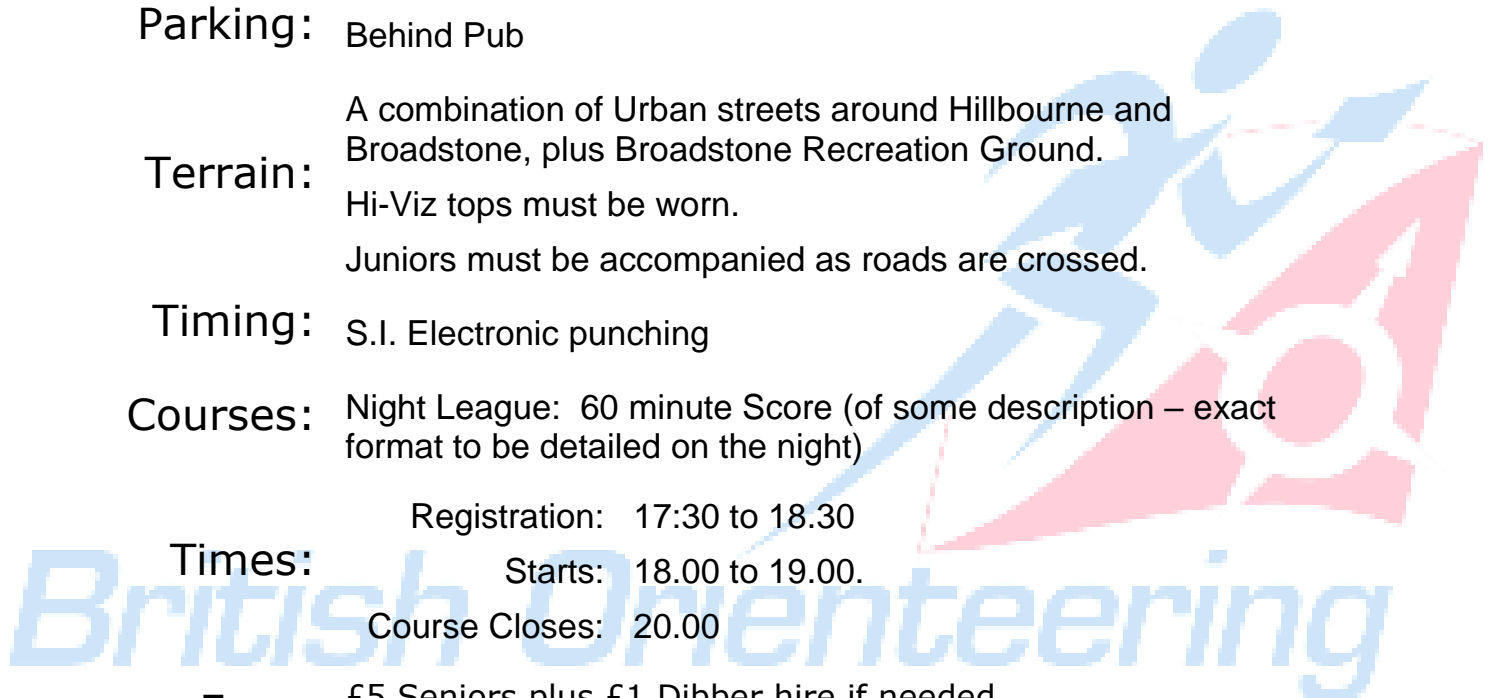 Parking: Behind Pub
A combination of Urban streets around Hillbourne and
Broadstone, plus Broadstone Recreation Ground.
Terrain:
Hi-Viz tops must be worn.
Juniors must be accompanied as roads are crossed.
Timing: S.I. Electronic punching
Courses: Night League: 60 minute Score (of some description – exact
format to be detailed on the night)
Registration: 17:30 to 18.30
Times:
Starts: 18.00 to 19.00.
Course Closes: 20.00
British Orienteering
£5 Seniors plus £1 Dibber hire if needed